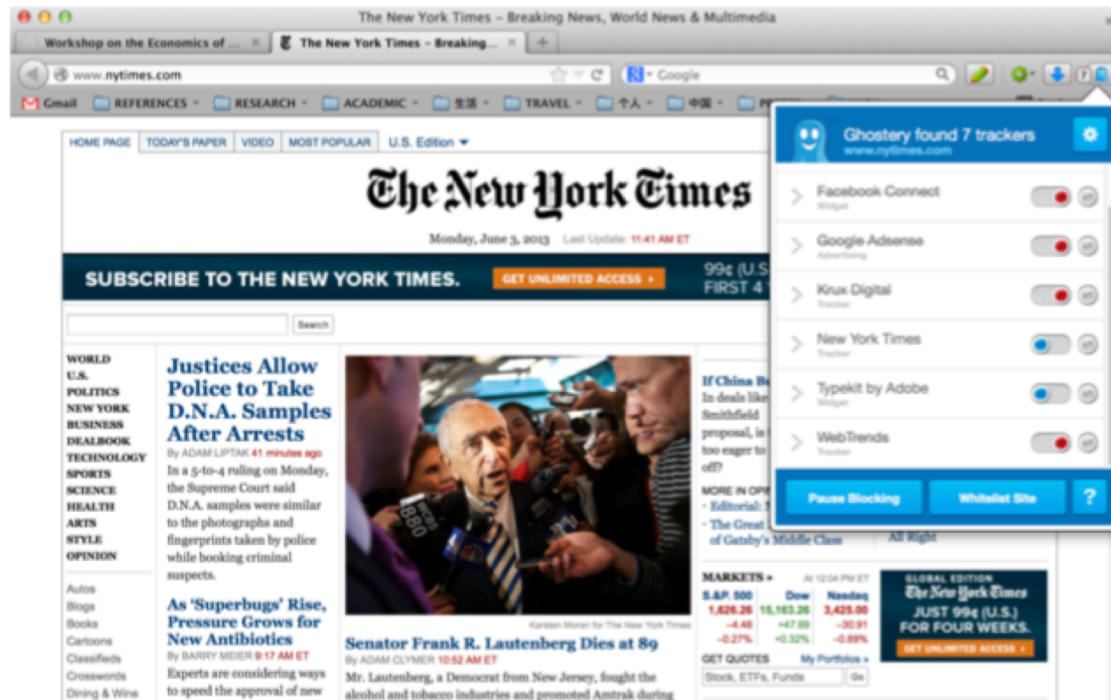 The New York Times – Breaking News, World News & Multimedia
Workshop on the Economics of ...
The New York Times – Breaking...
www.nytimes.com
Google
Gmail REFERENCES RESEARCH ACADEMIC 生活 TRAVEL 个人 中国
Ghostery found 7 trackers
www.nytimes.com
Facebook Connect
Widget
Google Adsense
Advertising
Krux Digital
Tracker
New York Times
Tracker
Typekit by Adobe
Widget
WebTrends
Tracker
Pause Blocking Whitelist Site ?
HOME PAGE TODAY'S PAPER VIDEO MOST POPULAR U.S. Edition
The New York Times
Monday, June 3, 2013 Last Update: 11:41 AM ET
SUBSCRIBE TO THE NEW YORK TIMES. GET UNLIMITED ACCESS
99¢ (U.S
FIRST 4
Search
WORLD
U.S.
POLITICS
NEW YORK
BUSINESS
DEALBOOK
TECHNOLOGY
SPORTS
SCIENCE
HEALTH
ARTS
STYLE
OPINION
Autos
Blogs
Books
Cartoons
Classifieds
Crosswords
Dining & Wine
Justices Allow
Police to Take
D.N.A. Samples
After Arrests
By ADAM LIPTAK 41 minutes ago
In a 5-to-4 ruling on Monday,
the Supreme Court said
D.N.A. samples were similar
to the photographs and
fingerprints taken by police
while booking criminal
suspects.
As 'Superbugs' Rise,
Pressure Grows for
New Antibiotics
By BARRY MEIER 9:17 AM ET
Experts are considering ways
to speed the approval of new
WCBS
880
Karsten Moran for The New York Times
Senator Frank R. Lautenberg Dies at 89
By ADAM CLYMER 10:52 AM ET
Mr. Lautenberg, a Democrat from New Jersey, fought the
alcohol and tobacco industries and promoted Amtrak during
If China Bu
In deals like
Smithfield
proposal, is
too eager to
off?
MORE IN OPIN
· Editorial:
· The Great
of Gatsby's Middle Class
All Right
MARKETS » At 12:04 PM ET
S.&P. 500 Dow Nasdaq
1,626.26 15,163.26 3,425.00
–4.48 +47.69 –30.91
–0.27% +0.32% –0.89%
GET QUOTES My Portfolios »
Stock, ETFs, Funds Go
GLOBAL EDITION
The New York Times
JUST 99¢ (U.S.)
FOR FOUR WEEKS.
GET UNLIMITED ACCESS